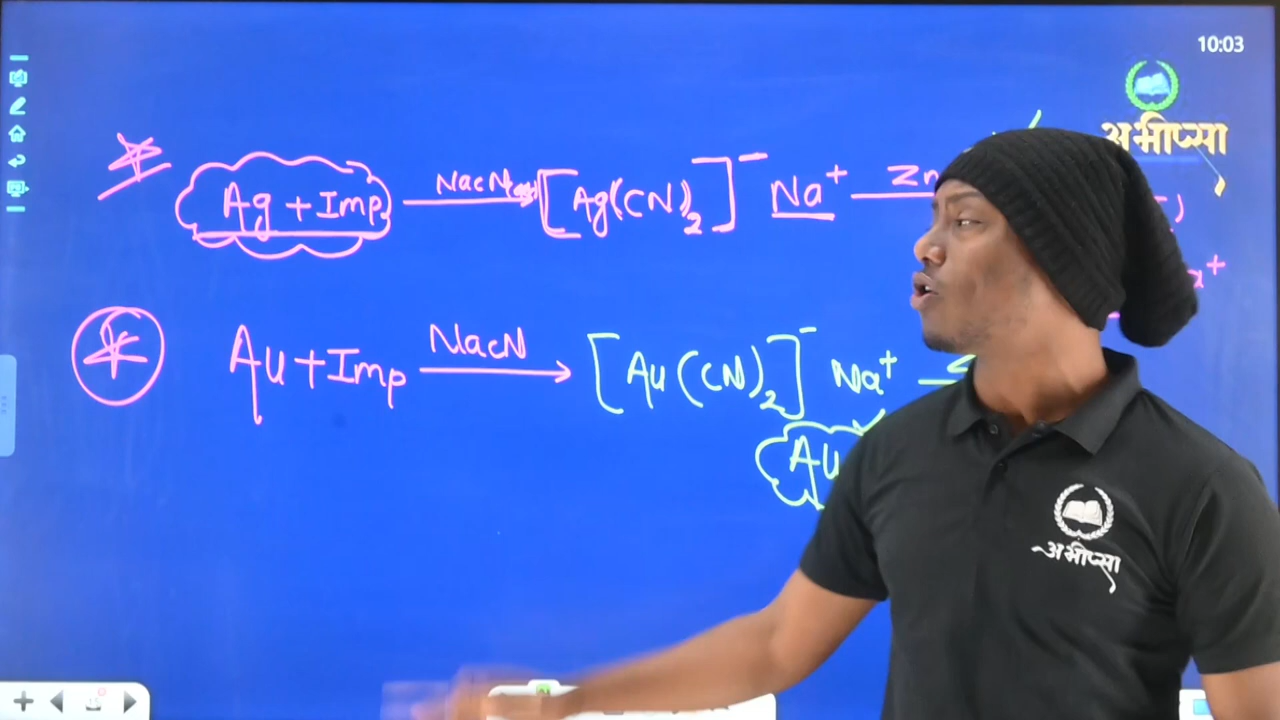 10:03
अभीप्सा
Ag + Imp NacN(aq) [Ag(CN)₂]⁻ Na⁺ Zn
a⁺
Au + Imp NacN [Au(CN)₂]⁻ Na⁺
Au
अभीप्सा